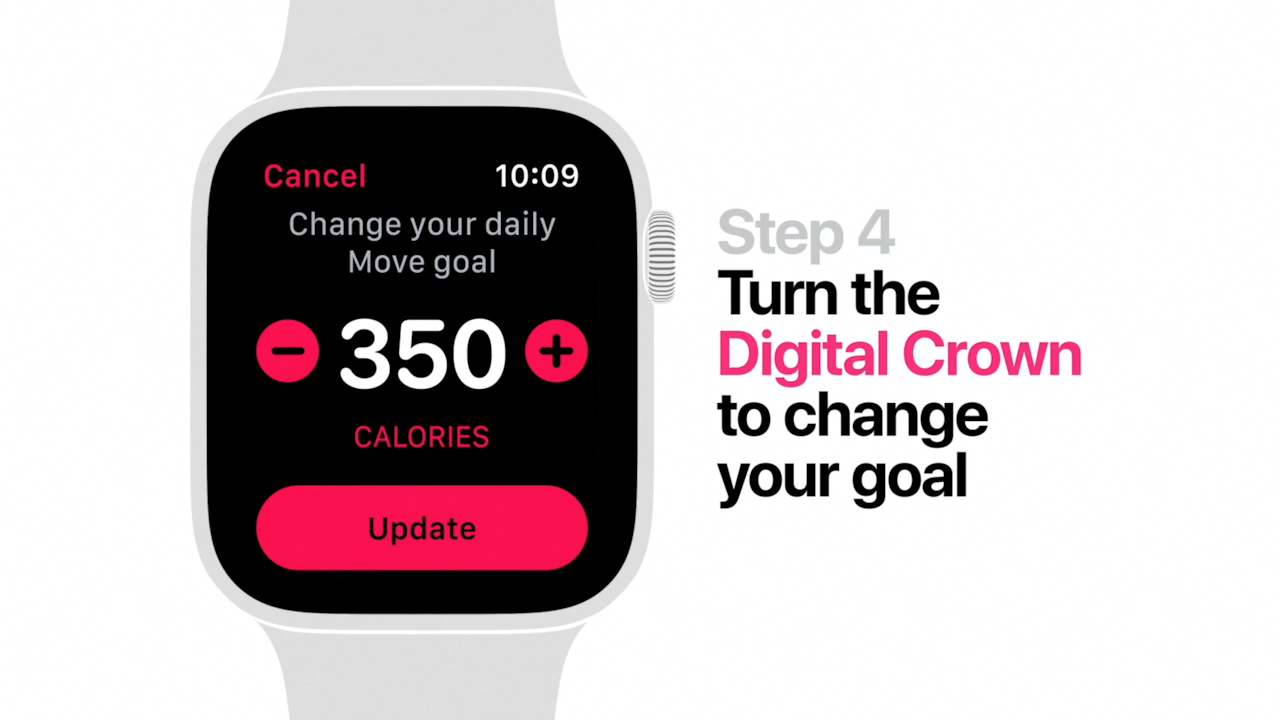 Cancel 10:09
Change your daily
Move goal
350
CALORIES
Update
Step 4
Turn the
Digital Crown
to change
your goal